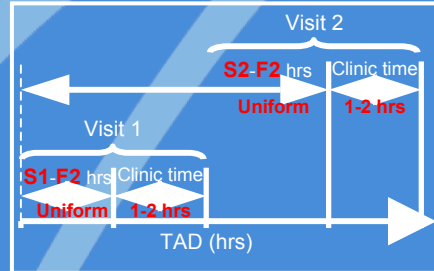 Visit 2
S2-F2 hrs
Clinic time
Uniform
1-2 hrs
Visit 1
S1-F2 hrs
Clinic time
Uniform
1-2 hrs
TAD (hrs)